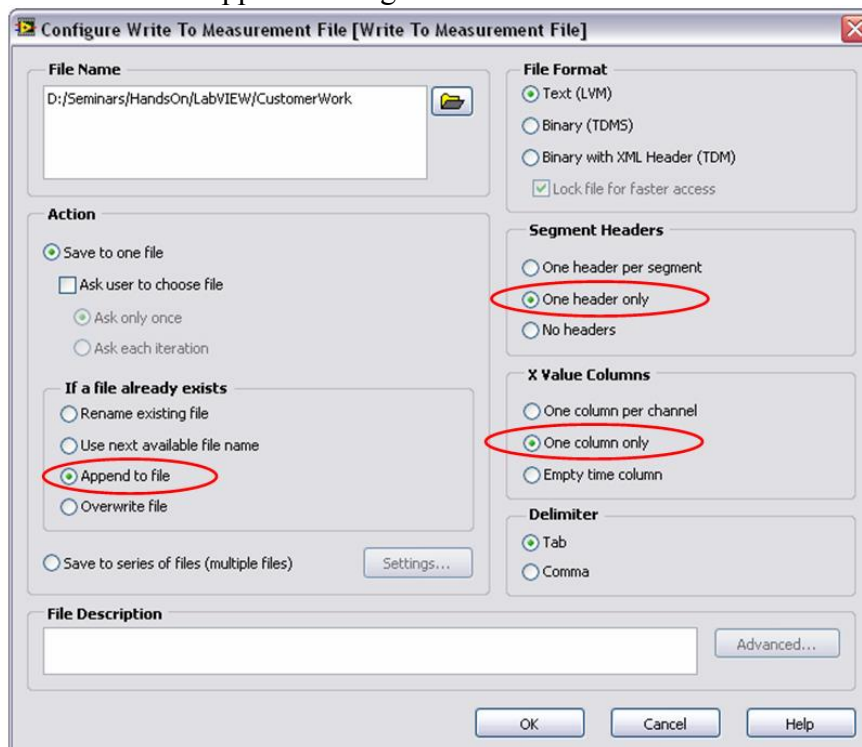 Configure Write To Measurement File [Write To Measurement File]
File Name
D:/Seminars/HandsOn/LabVIEW/CustomerWork
Action
Save to one file
Ask user to choose file
Ask only once
Ask each iteration
If a file already exists
Rename existing file
Use next available file name
Append to file
Overwrite file
Save to series of files (multiple files)
Settings...
File Format
Text (LVM)
Binary (TDMS)
Binary with XML Header (TDM)
Lock file for faster access
Segment Headers
One header per segment
One header only
No headers
X Value Columns
One column per channel
One column only
Empty time column
Delimiter
Tab
Comma
File Description
Advanced...
OK
Cancel
Help